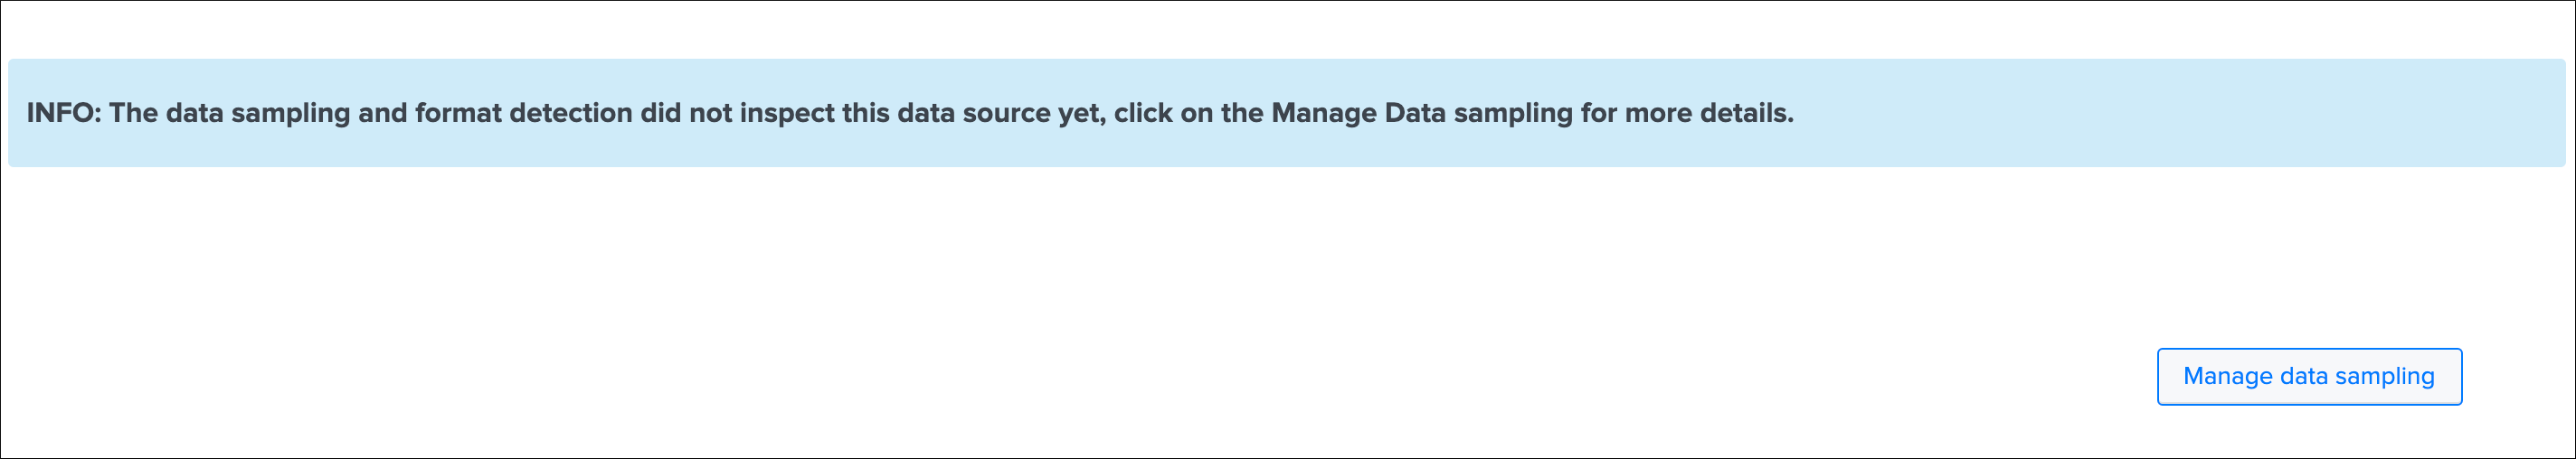 INFO: The data sampling and format detection did not inspect this data source yet, click on the Manage Data sampling for more details.
Manage data sampling